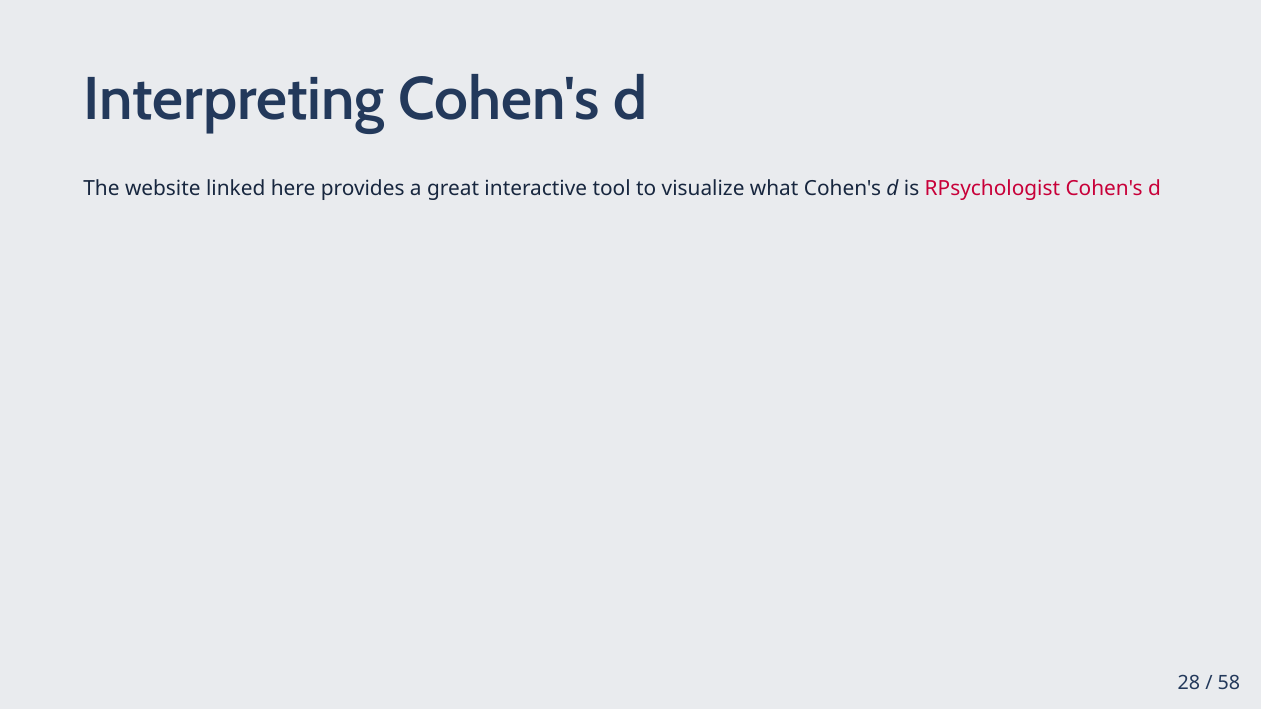 Interpreting Cohen's d
The website linked here provides a great interactive tool to visualize what Cohen's d is RPsychologist Cohen's d
28 / 58